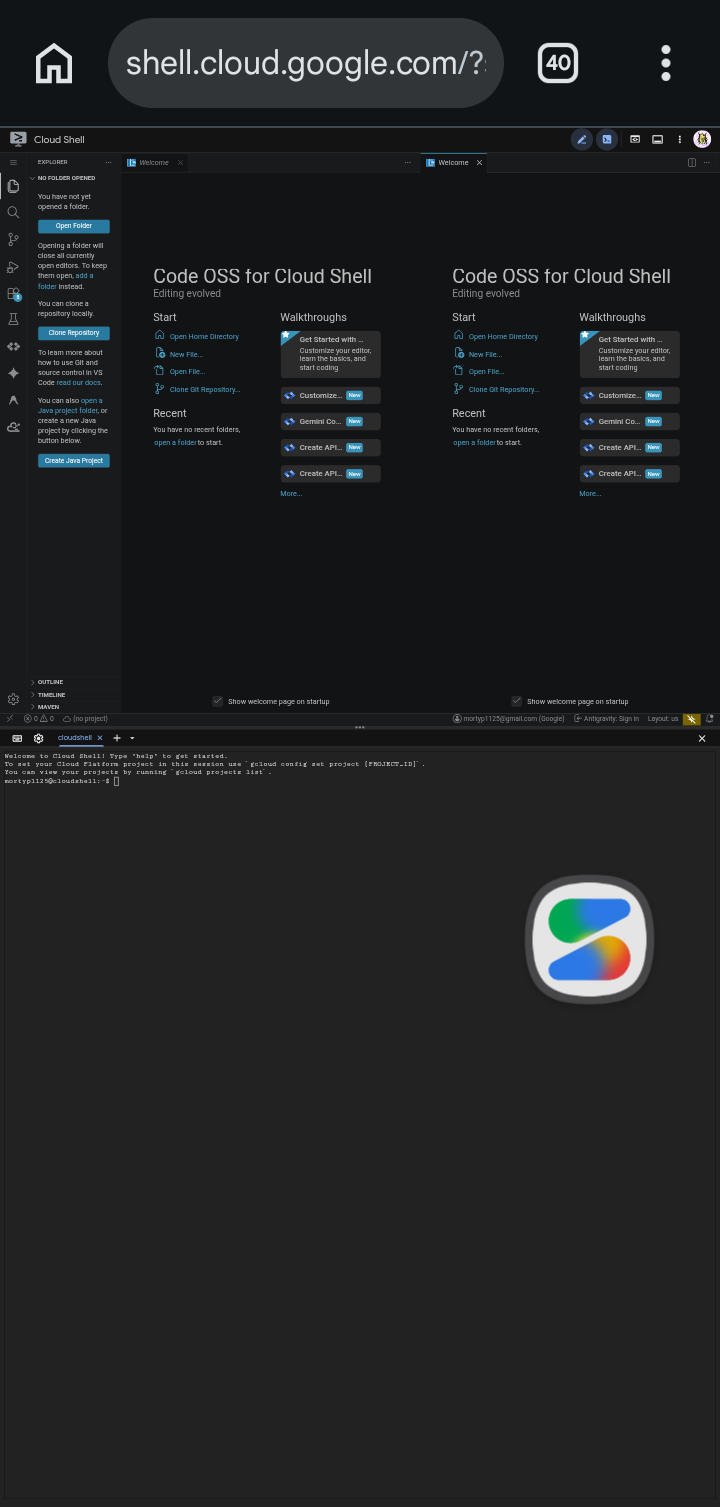 shell.cloud.google.com/?
40
Cloud Shell
EXPLORER
Welcome
Welcome
NO FOLDER OPENED
You have not yet
opened a folder.
Open Folder
Opening a folder will
close all currently
open editors. To keep
them open, add a
folder instead.
You can clone a
repository locally.
Clone Repository
To learn more about
how to use Git and
source control in VS
Code read our docs.
You can also open a
Java project folder, or
create a new Java
project by clicking the
button below.
Create Java Project
OUTLINE
TIMELINE
MAVEN
Code OSS for Cloud Shell
Editing evolved
Start
Open Home Directory
New File...
Open File...
Clone Git Repository...
Recent
You have no recent folders,
open a folder to start.
Walkthroughs
Get Started with ...
Customize your editor,
learn the basics, and
start coding
Customize... New
Gemini Co... New
Create API... New
Create API... New
More...
Show welcome page on startup
Code OSS for Cloud Shell
Editing evolved
Start
Open Home Directory
New File...
Open File...
Clone Git Repository...
Recent
You have no recent folders,
open a folder to start.
Walkthroughs
Get Started with ...
Customize your editor,
learn the basics, and
start coding
Customize... New
Gemini Co... New
Create API... New
Create API... New
More...
Show welcome page on startup
0 0 (no project)
mortyp1125@gmail.com (Google) Antigravity: Sign in Layout: us
cloudshell
Welcome to Cloud Shell! Type "help" to get started.
To set your Cloud Platform project in this session use `gcloud config set project [PROJECT_ID]`.
You can view your projects by running `gcloud projects list`.
mortyp1125@cloudshell:~$